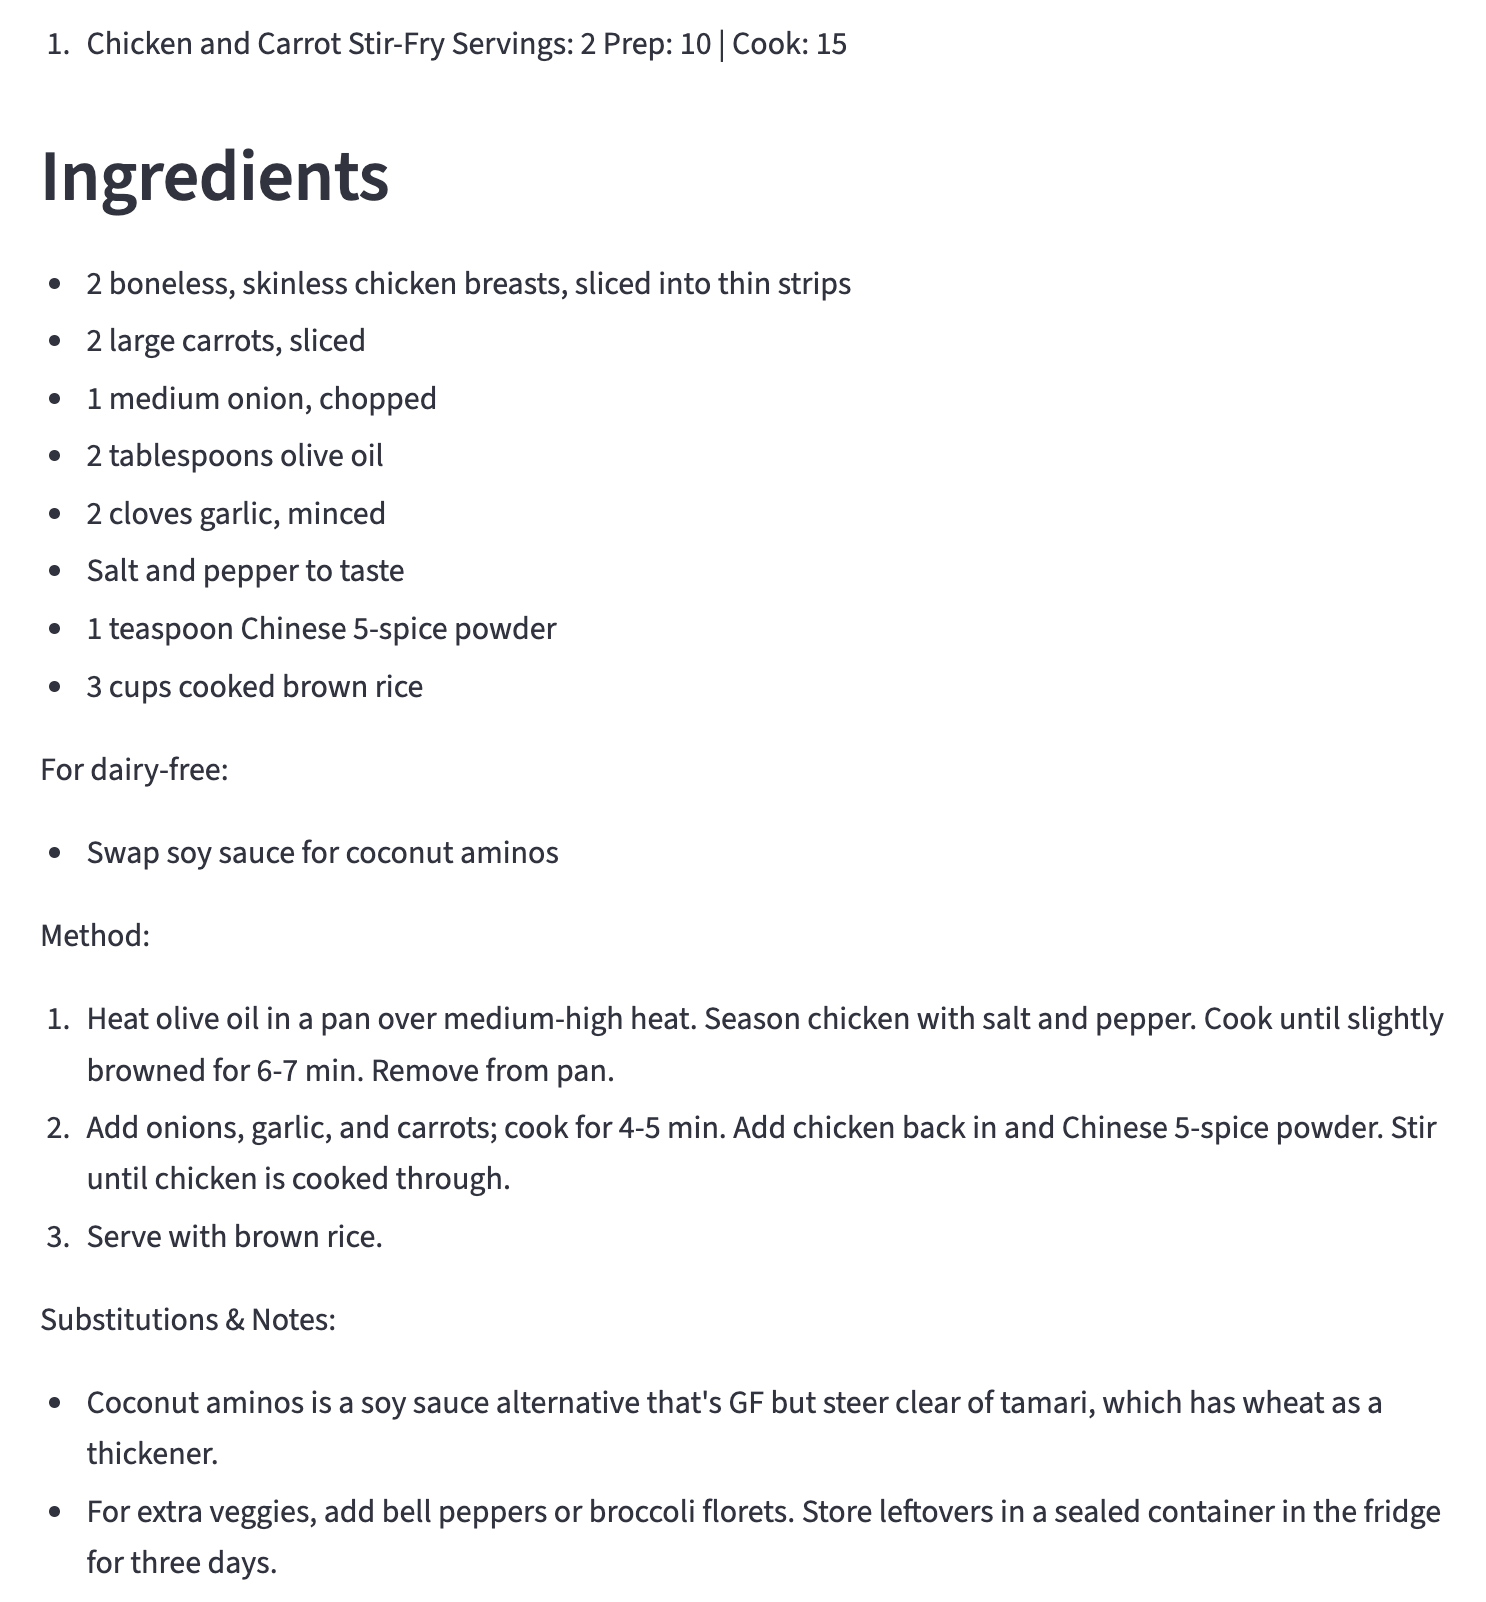 1. Chicken and Carrot Stir-Fry Servings: 2 Prep: 10 | Cook: 15
Ingredients
• 2 boneless, skinless chicken breasts, sliced into thin strips
• 2 large carrots, sliced
• 1 medium onion, chopped
• 2 tablespoons olive oil
• 2 cloves garlic, minced
• Salt and pepper to taste
• 1 teaspoon Chinese 5-spice powder
• 3 cups cooked brown rice
For dairy-free:
• Swap soy sauce for coconut aminos
Method:
1. Heat olive oil in a pan over medium-high heat. Season chicken with salt and pepper. Cook until slightly
browned for 6-7 min. Remove from pan.
2. Add onions, garlic, and carrots; cook for 4-5 min. Add chicken back in and Chinese 5-spice powder. Stir
until chicken is cooked through.
3. Serve with brown rice.
Substitutions & Notes:
• Coconut aminos is a soy sauce alternative that's GF but steer clear of tamari, which has wheat as a
thickener.
• For extra veggies, add bell peppers or broccoli florets. Store leftovers in a sealed container in the fridge
for three days.